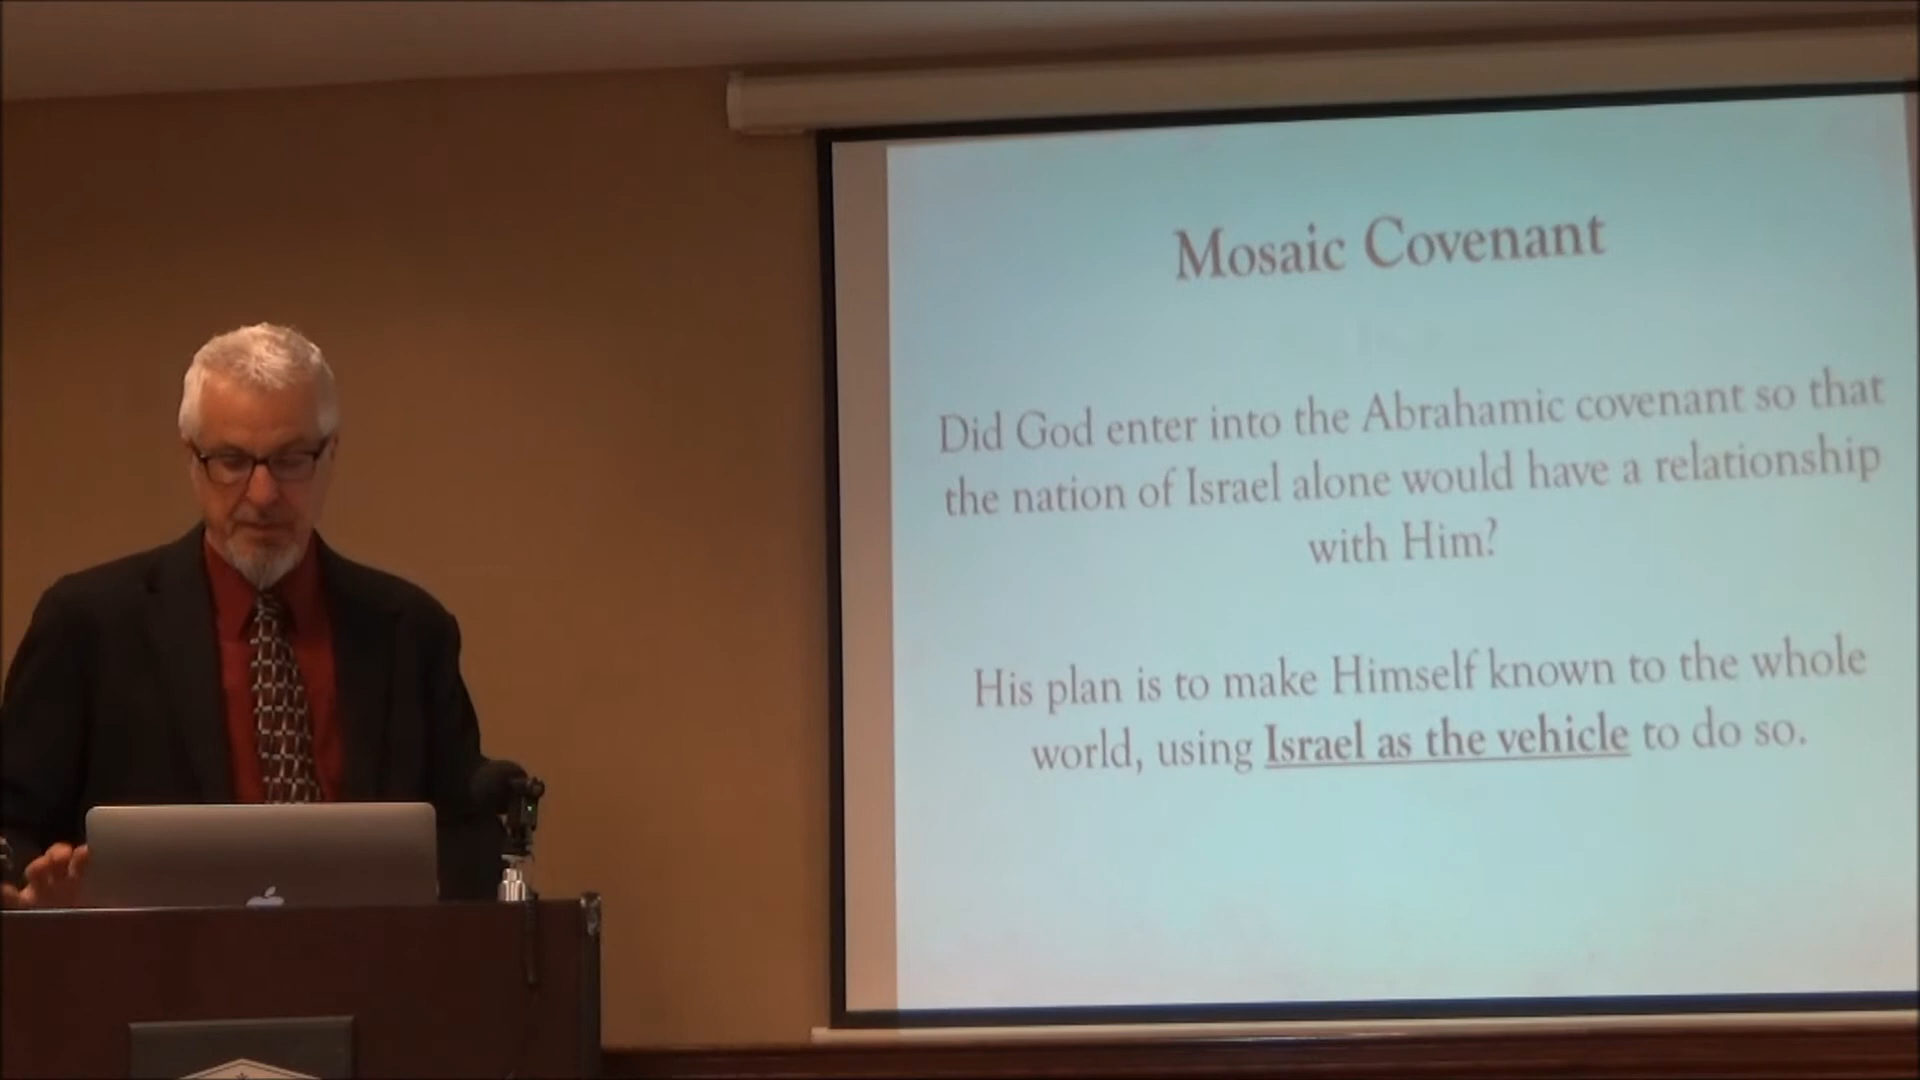 Mosaic Covenant
Did God enter into the Abrahamic covenant so that
the nation of Israel alone would have a relationship
with Him?
His plan is to make Himself known to the whole
world, using Israel as the vehicle to do so.